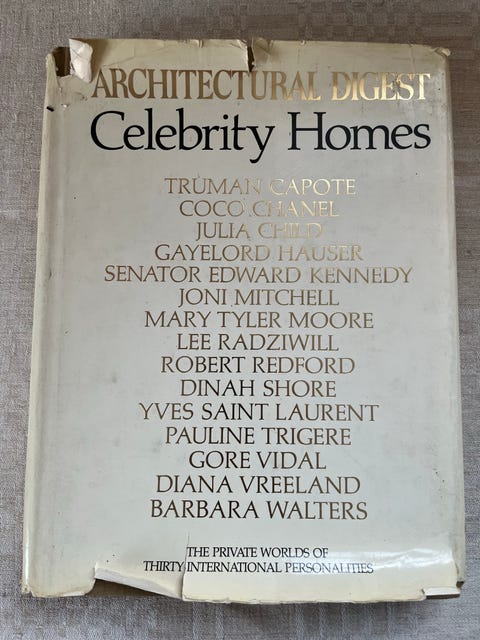 ARCHITECTURAL DIGEST
Celebrity Homes
TRUMAN CAPOTE
COCO CHANEL
JULIA CHILD
GAYELORD HAUSER
SENATOR EDWARD KENNEDY
JONI MITCHELL
MARY TYLER MOORE
LEE RADZIWILL
ROBERT REDFORD
DINAH SHORE
YVES SAINT LAURENT
PAULINE TRIGERE
GORE VIDAL
DIANA VREELAND
BARBARA WALTERS
THE PRIVATE WORLDS OF
THIRTY INTERNATIONAL PERSONALITIES